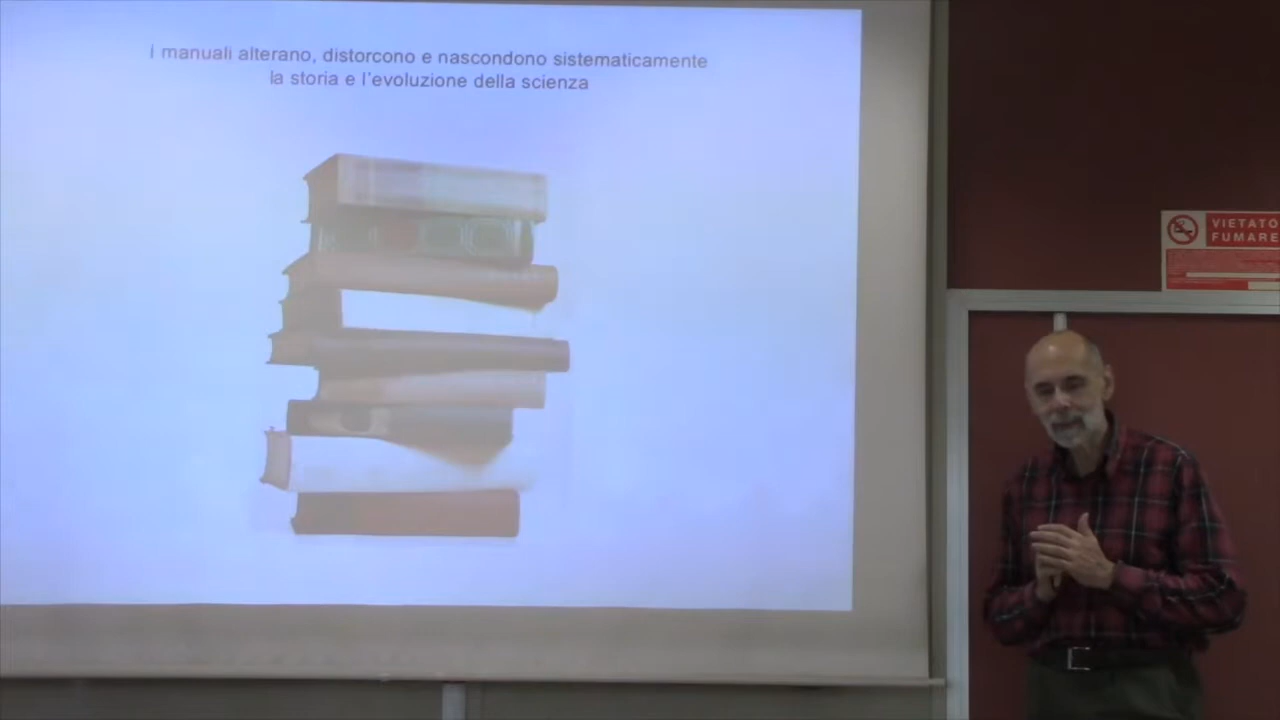 i manuali alterano, distorcono e nascondono sistematicamente
la storia e l'evoluzione della scienza
VIETATO
FUMARE